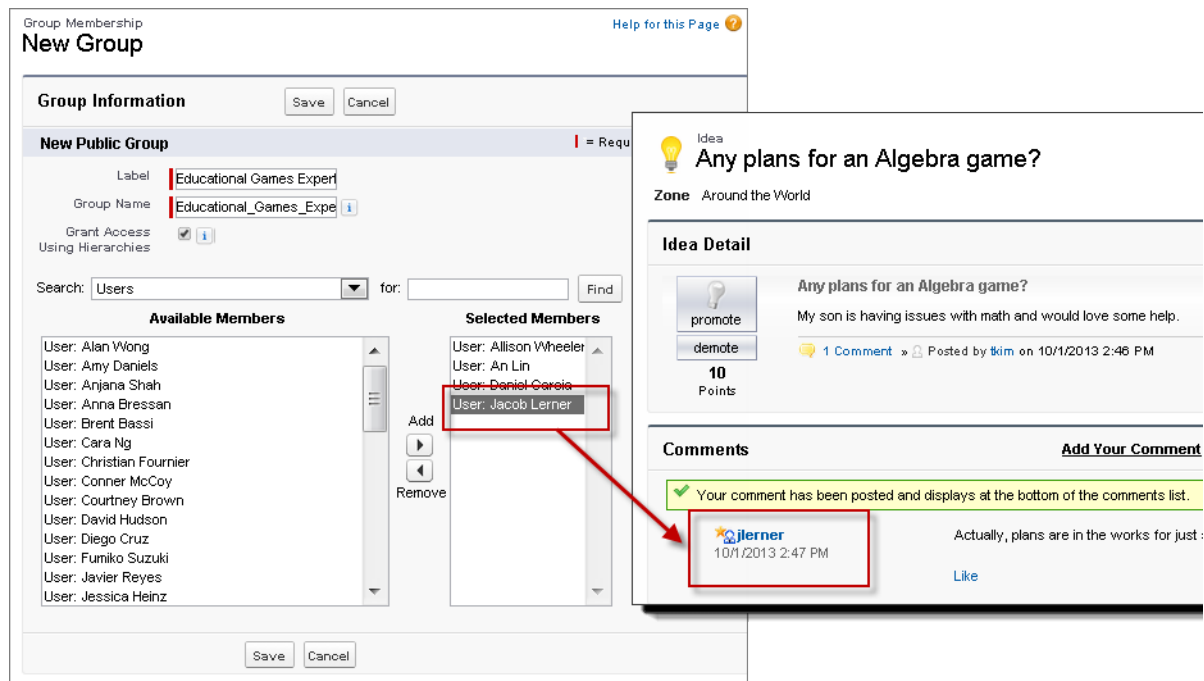 Group Membership
New Group
Help for this Page ?
Group Information
Save
Cancel
New Public Group
= Requ
Label
Educational Games Expert
Group Name
Educational_Games_Expe i
Grant Access
Using Hierarchies
i
Search:
Users
for:
Find
Available Members
User: Alan Wong
User: Amy Daniels
User: Anjana Shah
User: Anna Bressan
User: Brent Bassi
User: Cara Ng
User: Christian Fournier
User: Conner McCoy
User: Courtney Brown
User: David Hudson
User: Diego Cruz
User: Fumiko Suzuki
User: Javier Reyes
User: Jessica Heinz
Add
Remove
Selected Members
User: Allison Wheeler
User: An Lin
User: Daniel Garcia
User: Jacob Lerner
Save
Cancel
Idea
Any plans for an Algebra game?
Zone Around the World
Idea Detail
promote
demote
10
Points
Any plans for an Algebra game?
My son is having issues with math and would love some help.
1 Comment » Posted by tkim on 10/1/2013 2:46 PM
Comments
Add Your Comment
Your comment has been posted and displays at the bottom of the comments list.
jlerner
10/1/2013 2:47 PM
Actually, plans are in the works for just
Like